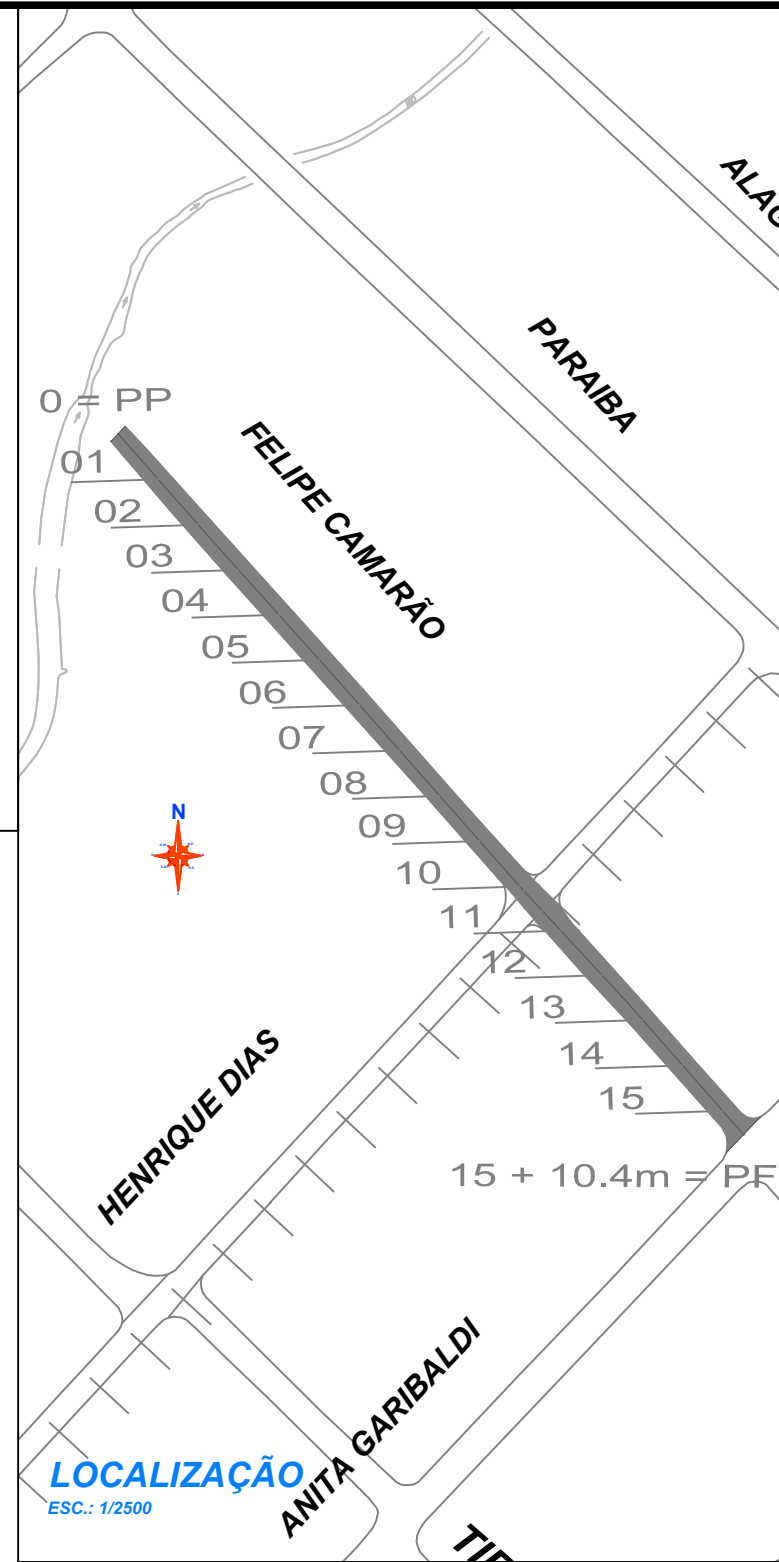 PARAIBA
0 = PP
FELIPE CAMARÃO
01
02
03
04
05
06
07
08
09
10
11
12
13
14
15
N
15 + 10.4m = PF
HENRIQUE DIAS
ANITA GARIBALDI
LOCALIZAÇÃO
ESC.: 1/2500